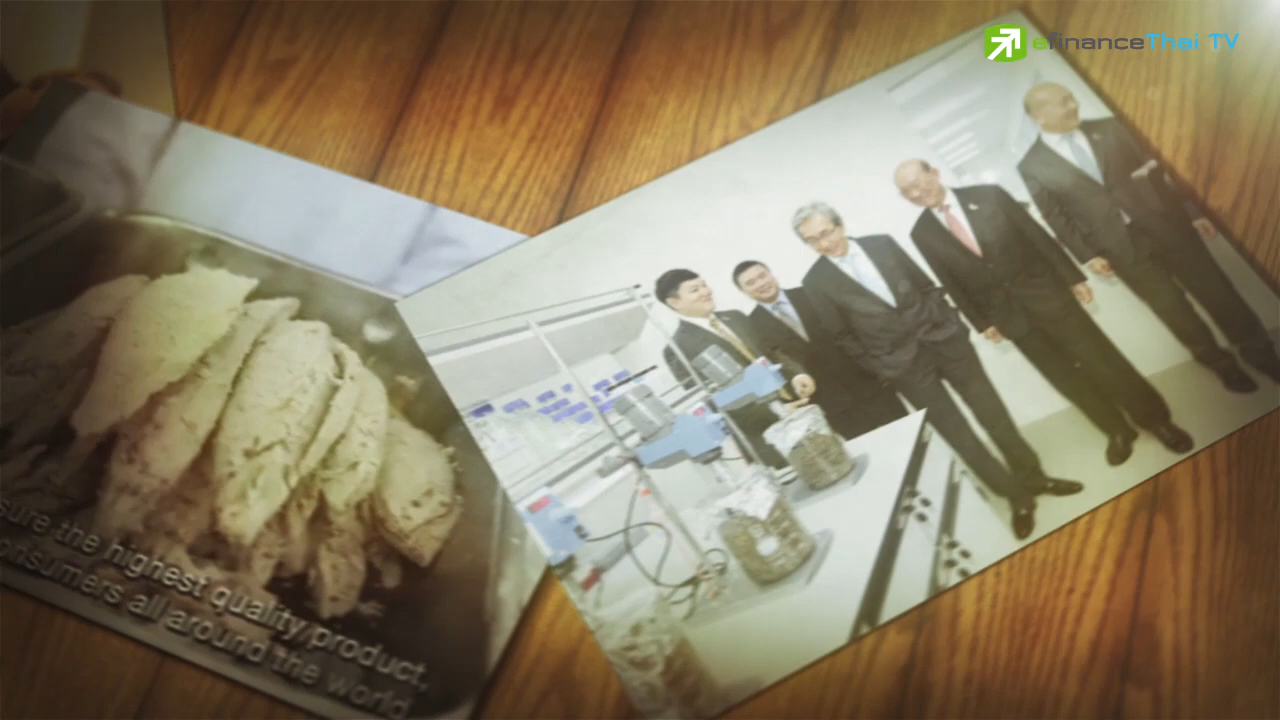 efinanceThai TV
sure the highest quality product,
onsumers all around the world